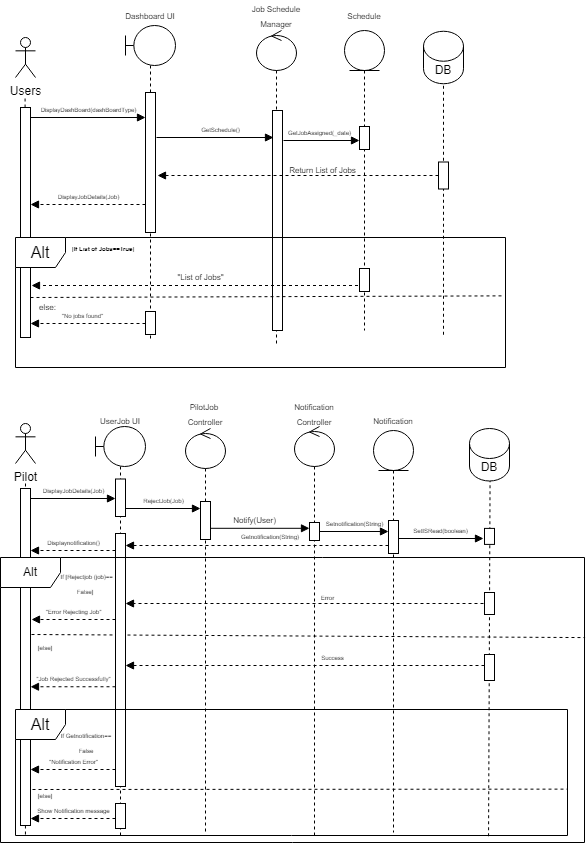 Dashboard UI
Job Schedule
Manager
Schedule
DB
Users
DisplayDashBoard(dashBoardType)
GetSchedule()
GetJobAssigned( date)
Return List of Jobs
DisplayJobDetails(Job)
Alt
[If List of Jobs==true]
"List of Jobs"
else:
"No jobs found"
UserJob UI
PilotJob
Controller
Notification
Controller
Notification
DB
Pilot
DisplayJobDetails(Job)
RejectJob(Job)
Notify(User)
Setnotification(String)
SetISRead(boolean)
Getnotification(String)
Displaynotification()
Alt
If [Rejectjob (job)==
False]
Error
"Error Rejecting Job"
[else]
Success
"Job Rejected Successfully"
Alt
If Getnotification==
False
"Notification Error"
[else]
Show Notification message